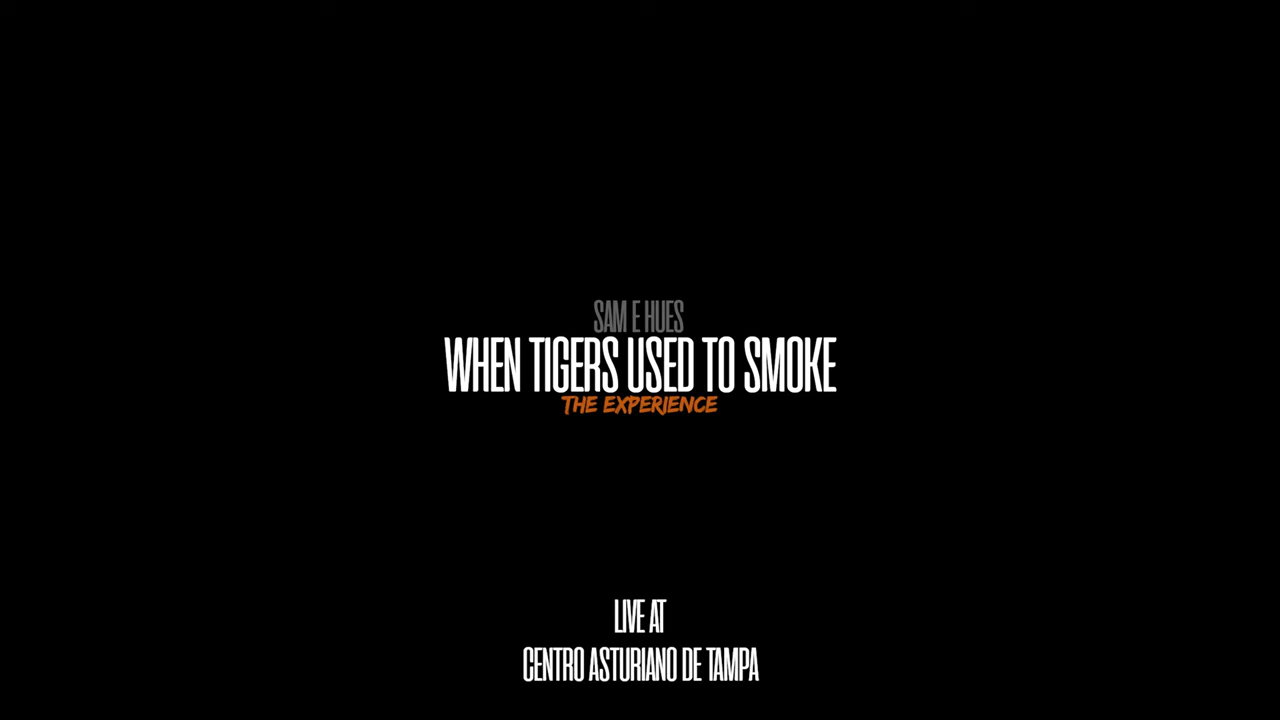 SAM E HUES
WHEN TIGERS USED TO SMOKE
THE EXPERIENCE
LIVE AT
CENTRO ASTURIANO DE TAMPA